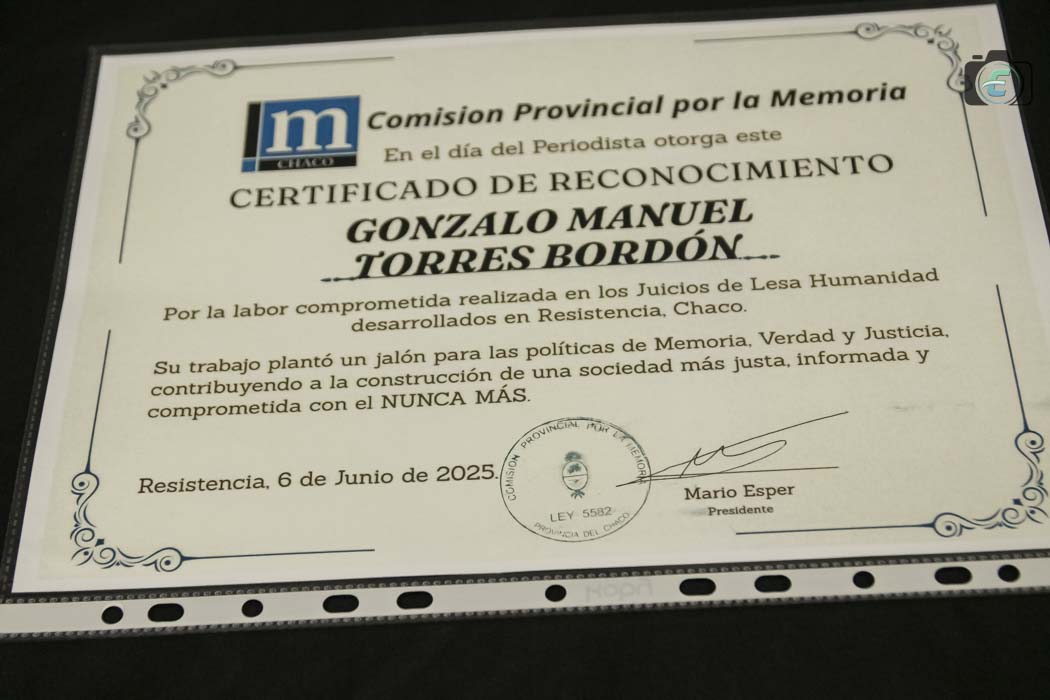 m
CHACO
Comision Provincial por la Memoria
En el día del Periodista otorga este
CERTIFICADO DE RECONOCIMIENTO
GONZALO MANUEL
TORRES BORDÓN
Por la labor comprometida realizada en los Juicios de Lesa Humanidad
desarrollados en Resistencia, Chaco.
Su trabajo plantó un jalón para las políticas de Memoria, Verdad y Justicia,
contribuyendo a la construcción de una sociedad más justa, informada y
comprometida con el NUNCA MÁS.
Resistencia, 6 de Junio de 2025.
COMISION PROVINCIAL POR LA MEMORIA
LEY 5582
PROVINCIA DEL CHACO
Mario Esper
Presidente